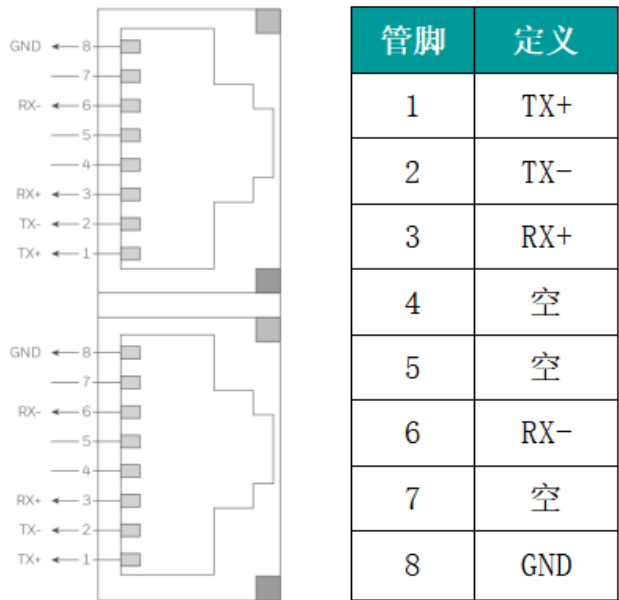 GND 8
7
RX- 6
5
4
RX+ 3
TX- 2
TX+ 1
GND 8
7
RX- 6
5
4
RX+ 3
TX- 2
TX+ 1
管脚 定义
1 TX+
2 TX-
3 RX+
4 空
5 空
6 RX-
7 空
8 GND